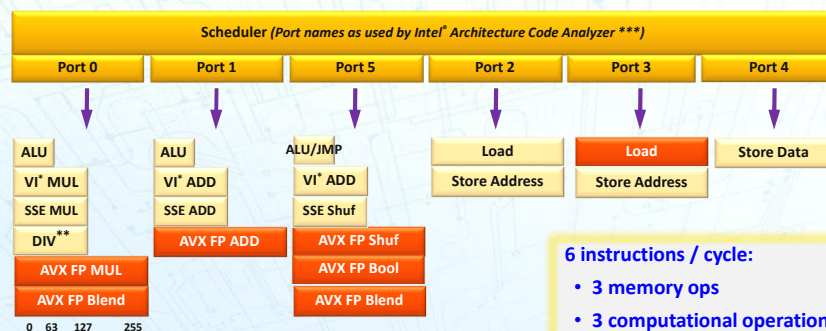 Scheduler (Port names as used by Intel® Architecture Code Analyzer ***)
Port 0 Port 1 Port 5 Port 2 Port 3 Port 4
ALU ALU ALU/JMP Load Load Store Data
VI* MUL VI* ADD VI* ADD Store Address Store Address
SSE MUL SSE ADD SSE Shuf
DIV** AVX FP ADD AVX FP Shuf
AVX FP MUL AVX FP Bool
AVX FP Blend AVX FP Blend
0 63 127 255
6 instructions / cycle:
• 3 memory ops
• 3 computational operation